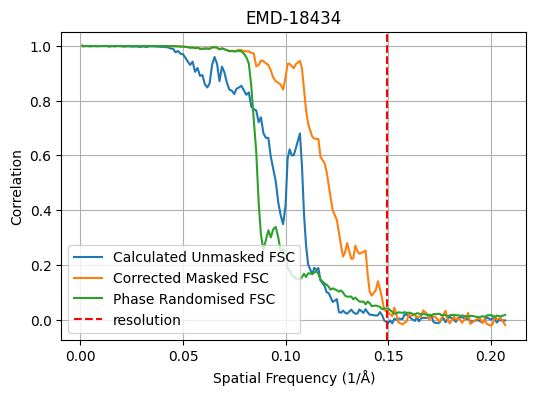 EMD-18434
1.0
0.8
0.6
0.4
0.2
0.0
Correlation
Calculated Unmasked FSC
Corrected Masked FSC
Phase Randomised FSC
resolution
0.00 0.05 0.10 0.15 0.20
Spatial Frequency (1/Å)